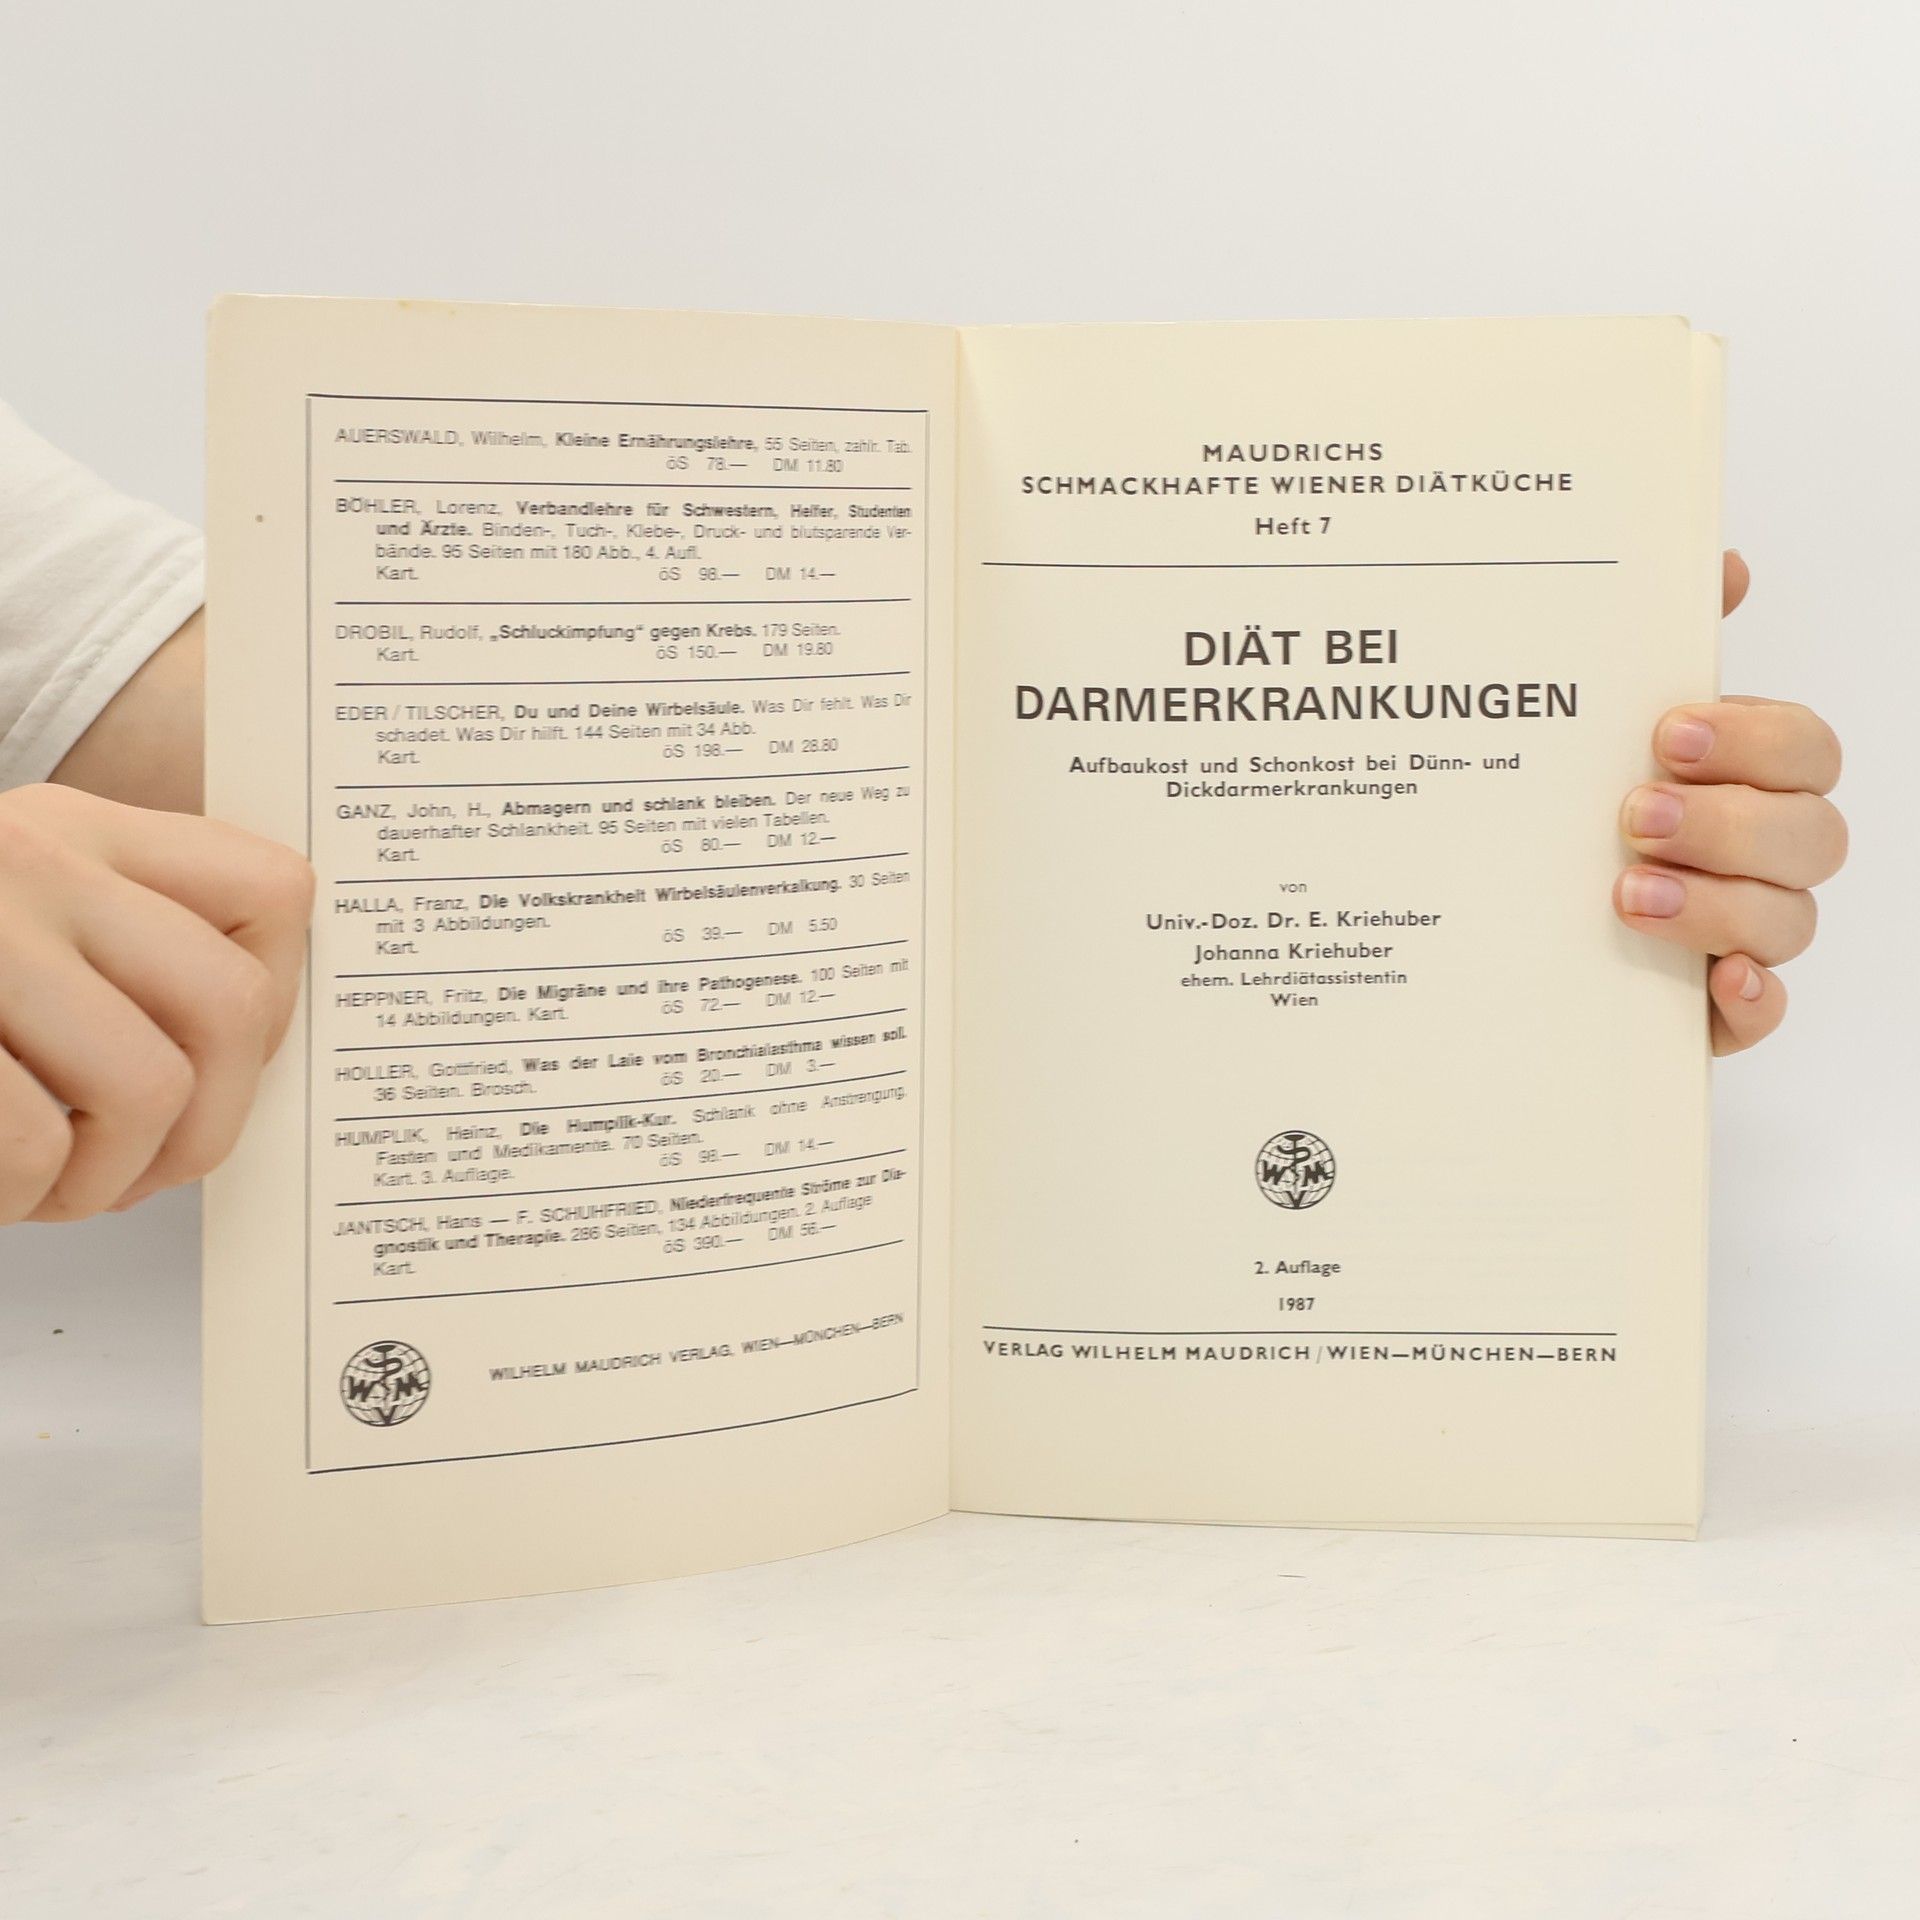 AUERSWALD, Wilhelm, Kleine Ernährungslehre, 55 Seiten, zahlr. Tab.
öS 78.— DM 11.80
BÖHLER, Lorenz, Verbandlehre für Schwestern, Helfer, Studenten
und Ärzte. Binden-, Tuch-, Klebe-, Druck- und blutsparende Ver-
bände. 95 Seiten mit 180 Abb., 4. Aufl.
Kart. öS 98.— DM 14.—
DROBIL, Rudolf, „Schluckimpfung“ gegen Krebs. 179 Seiten.
Kart. öS 150.— DM 19.80
EDER / TILSCHER, Du und Deine Wirbelsäule. Was Dir fehlt. Was Dir
schadet. Was Dir hilft. 144 Seiten mit 34 Abb.
Kart. öS 198.— DM 28.80
GANZ, John, H., Abmagern und schlank bleiben. Der neue Weg zu
dauerhafter Schlankheit. 95 Seiten mit vielen Tabellen.
Kart. öS 80.— DM 12.—
HALLA, Franz, Die Volkskrankheit Wirbelsäulenverkalkung. 30 Seiten
mit 3 Abbildungen.
Kart. öS 39.— DM 5.50
HEPPNER, Fritz, Die Migräne und ihre Pathogenese. 100 Seiten mit
14 Abbildungen. Kart. öS 72.— DM 12.—
HOLLER, Gottfried, Was der Laie vom Bronchialasthma wissen soll.
36 Seiten. Brosch. öS 20.— DM 3.—
HUMPLIK, Heinz, Die Humplik-Kur. Schlank ohne Anstrengung,
Fasten und Medikamente. 70 Seiten.
Kart. 3. Auflage. öS 98.— DM 14.—
JANTSCH, Hans — F. SCHUHFRIED, Niederfrequente Ströme zur Dia-
gnostik und Therapie. 286 Seiten, 134 Abbildungen. 2. Auflage
Kart. öS 390.— DM 56.—
WMV
WILHELM MAUDRICH VERLAG, WIEN—MÜNCHEN—BERN
MAUDRICHS
SCHMACKHAFTE WIENER DIÄTKÜCHE
Heft 7
DIÄT BEI
DARMERKRANKUNGEN
Aufbaukost und Schonkost bei Dünn- und
Dickdarmerkrankungen
von
Univ.-Doz. Dr. E. Kriehuber
Johanna Kriehuber
ehem. Lehrdiätassistentin
Wien
WMV
2. Auflage
1987
VERLAG WILHELM MAUDRICH / WIEN—MÜNCHEN—BERN